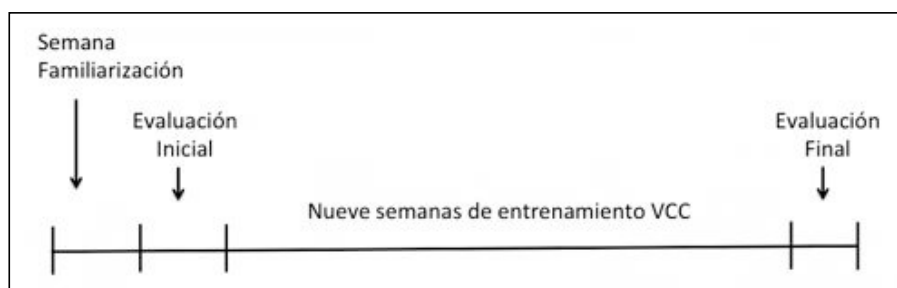 Semana
Familiarización
Evaluación
Inicial
Evaluación
Final
Nueve semanas de entrenamiento VCC